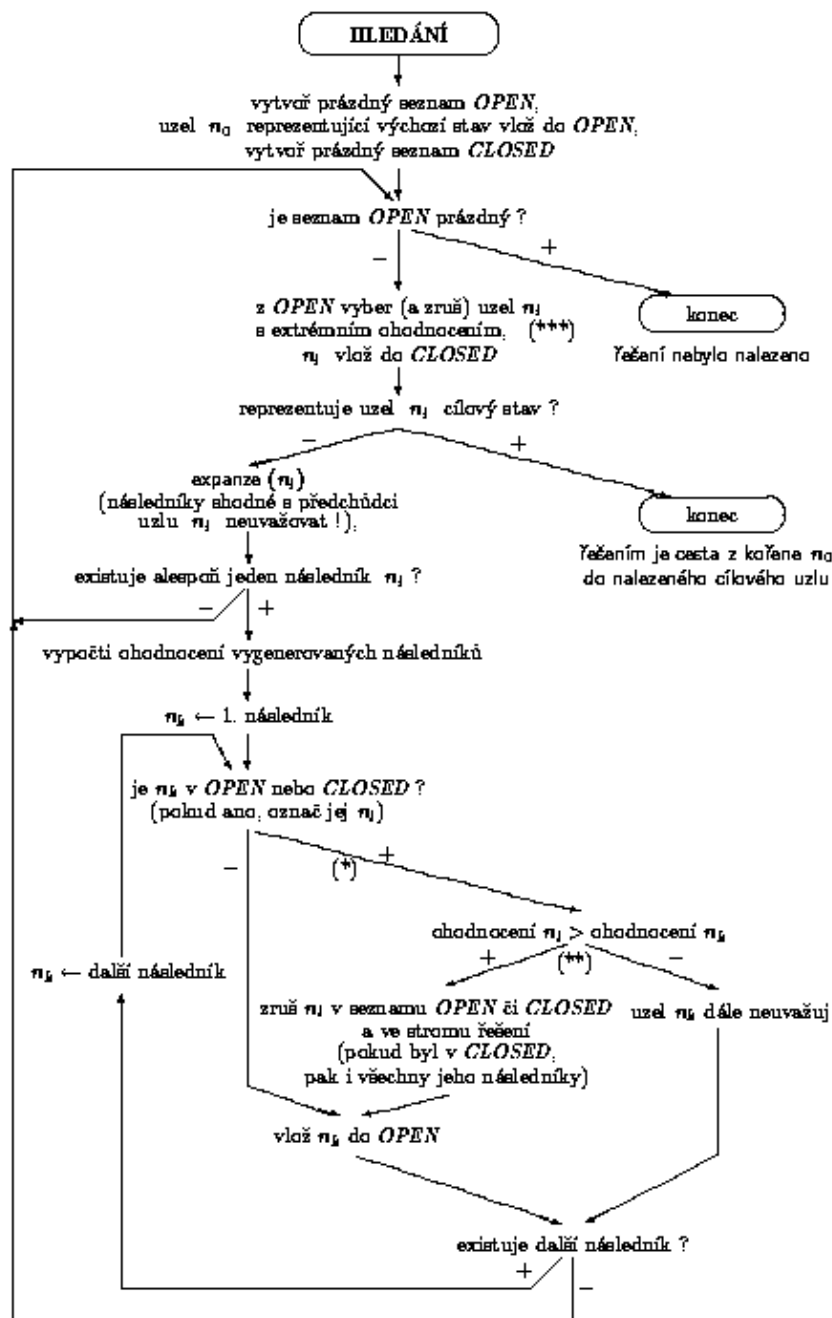 HLEDÁNÍ
vytvoř prázdný seznam OPEN,
uzel n₀ reprezentující výchozí stav vlož do OPEN,
vytvoř prázdný seznam CLOSED
je seznam OPEN prázdný ?
+
−
z OPEN vyber (a zruš) uzel nᵢ
s extrémním ohodnocením, (***)
nᵢ vlož do CLOSED
konec
řešení nebylo nalezeno
reprezentuje uzel nᵢ cílový stav ?
−
+
expanze (nᵢ)
(následníky shodné s předchůdci
uzlu nᵢ neuvažovat !),
konec
řešením je cesta z kořene n₀
do nalezeného cílového uzlu
existuje alespoň jeden následník nᵢ ?
−
+
vypočti ohodnocení vygenerovaných následníků
nₖ ← 1. následník
je nₖ v OPEN nebo CLOSED ?
(pokud ano, označ jej nₗ)
+
−
(*)
ohodnocení nₗ > ohodnocení nₖ
+
(**)
−
nₖ ← další následník
zruš nₗ v seznamu OPEN či CLOSED
a ve stromu řešení
(pokud byl v CLOSED,
pak i všechny jeho následníky)
uzel nₖ dále neuvažuj
vlož nₖ do OPEN
existuje další následník ?
+
−